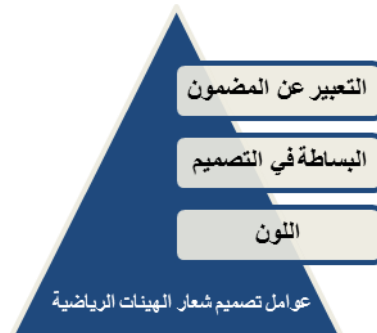 التعبير عن المضمون
البساطة في التصميم
اللون
عوامل تصميم شعار الهيئات الرياضية